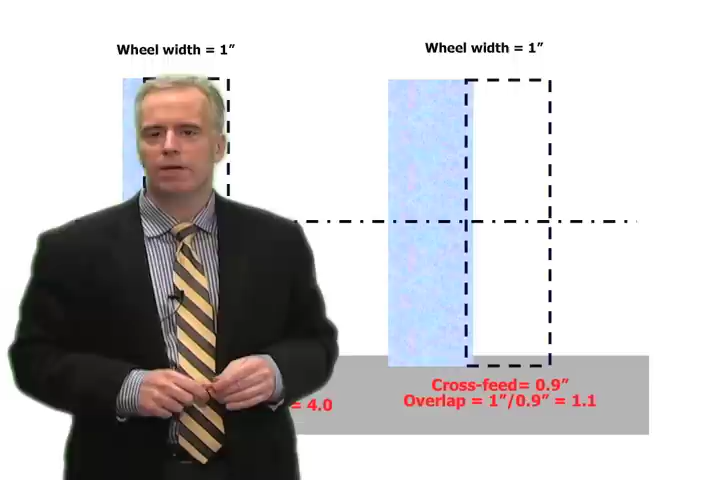 Wheel width = 1”
Wheel width = 1”
= 4.0
Cross-feed= 0.9”
Overlap = 1”/0.9” = 1.1